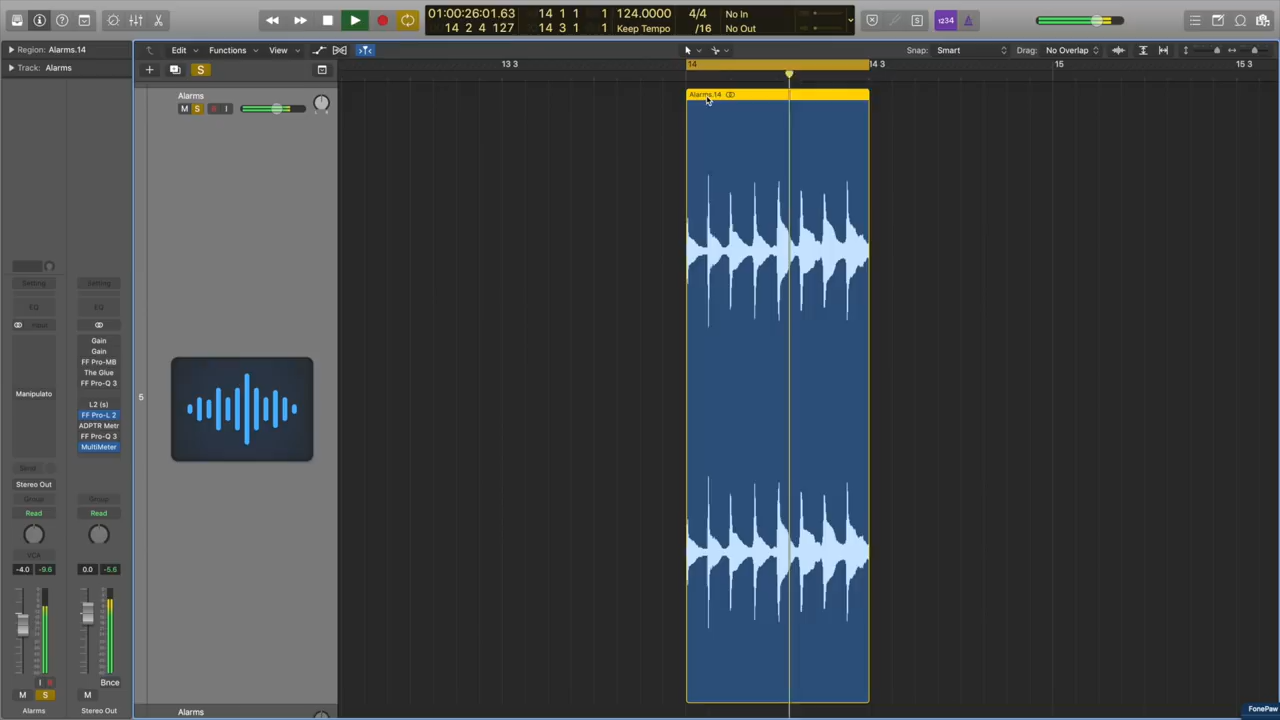 01:00:26:01.63
14 1 1 1
124.0000
4/4
No In
14 2 4 127
14 3 1 1
Keep Tempo
/16
No Out
1234
Region: Alarms.14
Edit
Functions
View
Snap: Smart
Drag: No Overlap
Track: Alarms
S
13 3
14
14 3
15
15 3
Alarms
M S R I
Alarms.14
Setting
Setting
EQ
EQ
Input
Gain
Gain
FF Pro-MB
The Glue
FF Pro-Q 3
Manipulato
L2 (s)
FF Pro-L 2
ADPTR Metr
FF Pro-Q 3
MultiMeter
5
Send
Stereo Out
Group
Group
Read
Read
VCA
-4.0
-9.6
0.0
-5.6
I R
Bnce
M S
M
Alarms
Stereo Out
Alarms
FonePaw